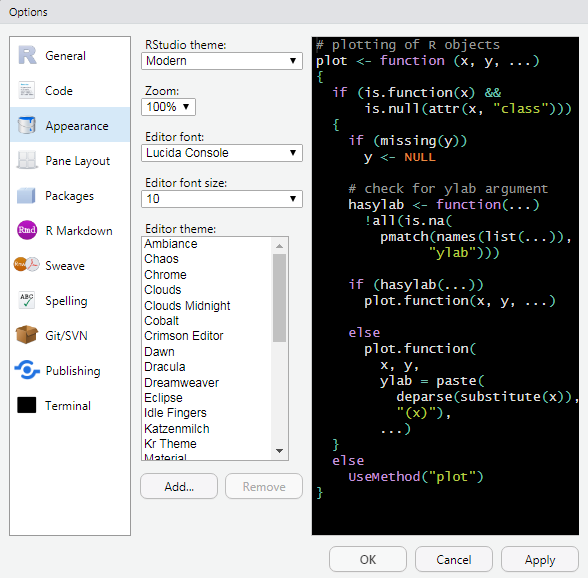 Options
General
Code
Appearance
Pane Layout
Packages
Rmd R Markdown
Rnw Sweave
ABC Spelling
Git/SVN
Publishing
Terminal
RStudio theme:
Modern
Zoom:
100%
Editor font:
Lucida Console
Editor font size:
10
Editor theme:
Ambiance
Chaos
Chrome
Clouds
Clouds Midnight
Cobalt
Crimson Editor
Dawn
Dracula
Dreamweaver
Eclipse
Idle Fingers
Katzenmilch
Kr Theme
Material
Add...
Remove
# plotting of R objects
plot <- function (x, y, ...)
{
  if (is.function(x) &&
      is.null(attr(x, "class")))
  {
    if (missing(y))
      y <- NULL

    # check for ylab argument
    hasylab <- function(...)
      !all(is.na(
        pmatch(names(list(...)),
              "ylab")))

    if (hasylab(...))
      plot.function(x, y, ...)

    else
      plot.function(
        x, y,
        ylab = paste(
          deparse(substitute(x)),
          "(x)"),
        ...)
  }
  else
    UseMethod("plot")
}
OK
Cancel
Apply